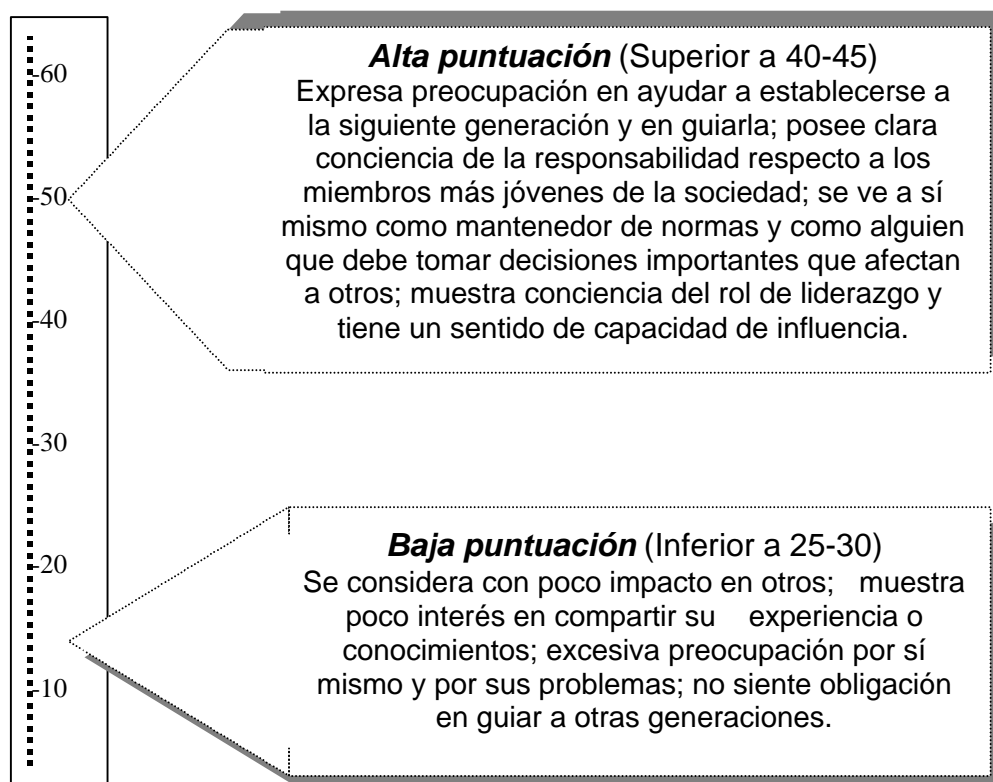 -60
-50
-40
-30
-20
-10
Alta puntuación (Superior a 40-45)
Expresa preocupación en ayudar a establecerse a
la siguiente generación y en guiarla; posee clara
conciencia de la responsabilidad respecto a los
miembros más jóvenes de la sociedad; se ve a sí
mismo como mantenedor de normas y como alguien
que debe tomar decisiones importantes que afectan
a otros; muestra conciencia del rol de liderazgo y
tiene un sentido de capacidad de influencia.
Baja puntuación (Inferior a 25-30)
Se considera con poco impacto en otros; muestra
poco interés en compartir su experiencia o
conocimientos; excesiva preocupación por sí
mismo y por sus problemas; no siente obligación
en guiar a otras generaciones.